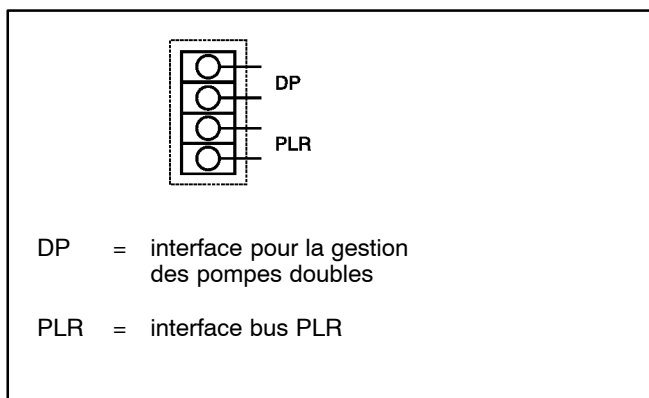 DP
PLR
DP = interface pour la gestion
des pompes doubles
PLR = interface bus PLR